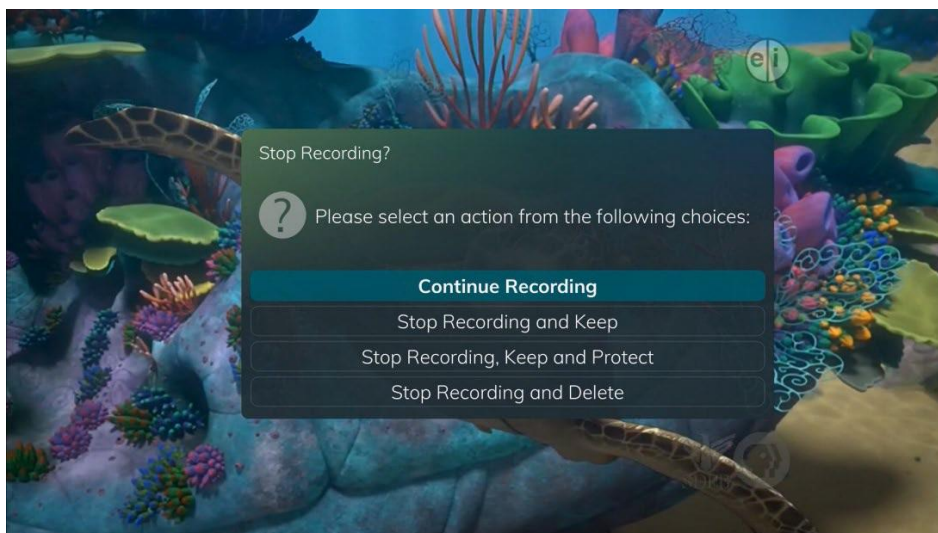 e i
Stop Recording?
? Please select an action from the following choices:
Continue Recording
Stop Recording and Keep
Stop Recording, Keep and Protect
Stop Recording and Delete